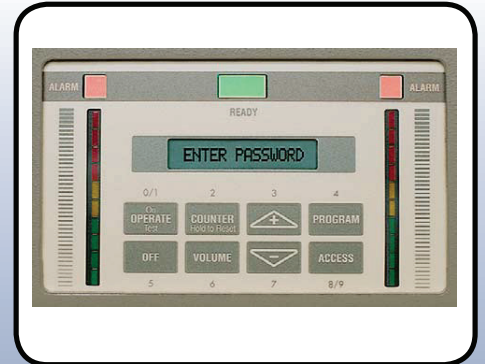 ALARM ALARM
READY
ENTER PASSWORD
0/1 2 3 4
On
OPERATE COUNTER + PROGRAM
Test Hold to Reset
OFF VOLUME − ACCESS
5 6 7 8/9